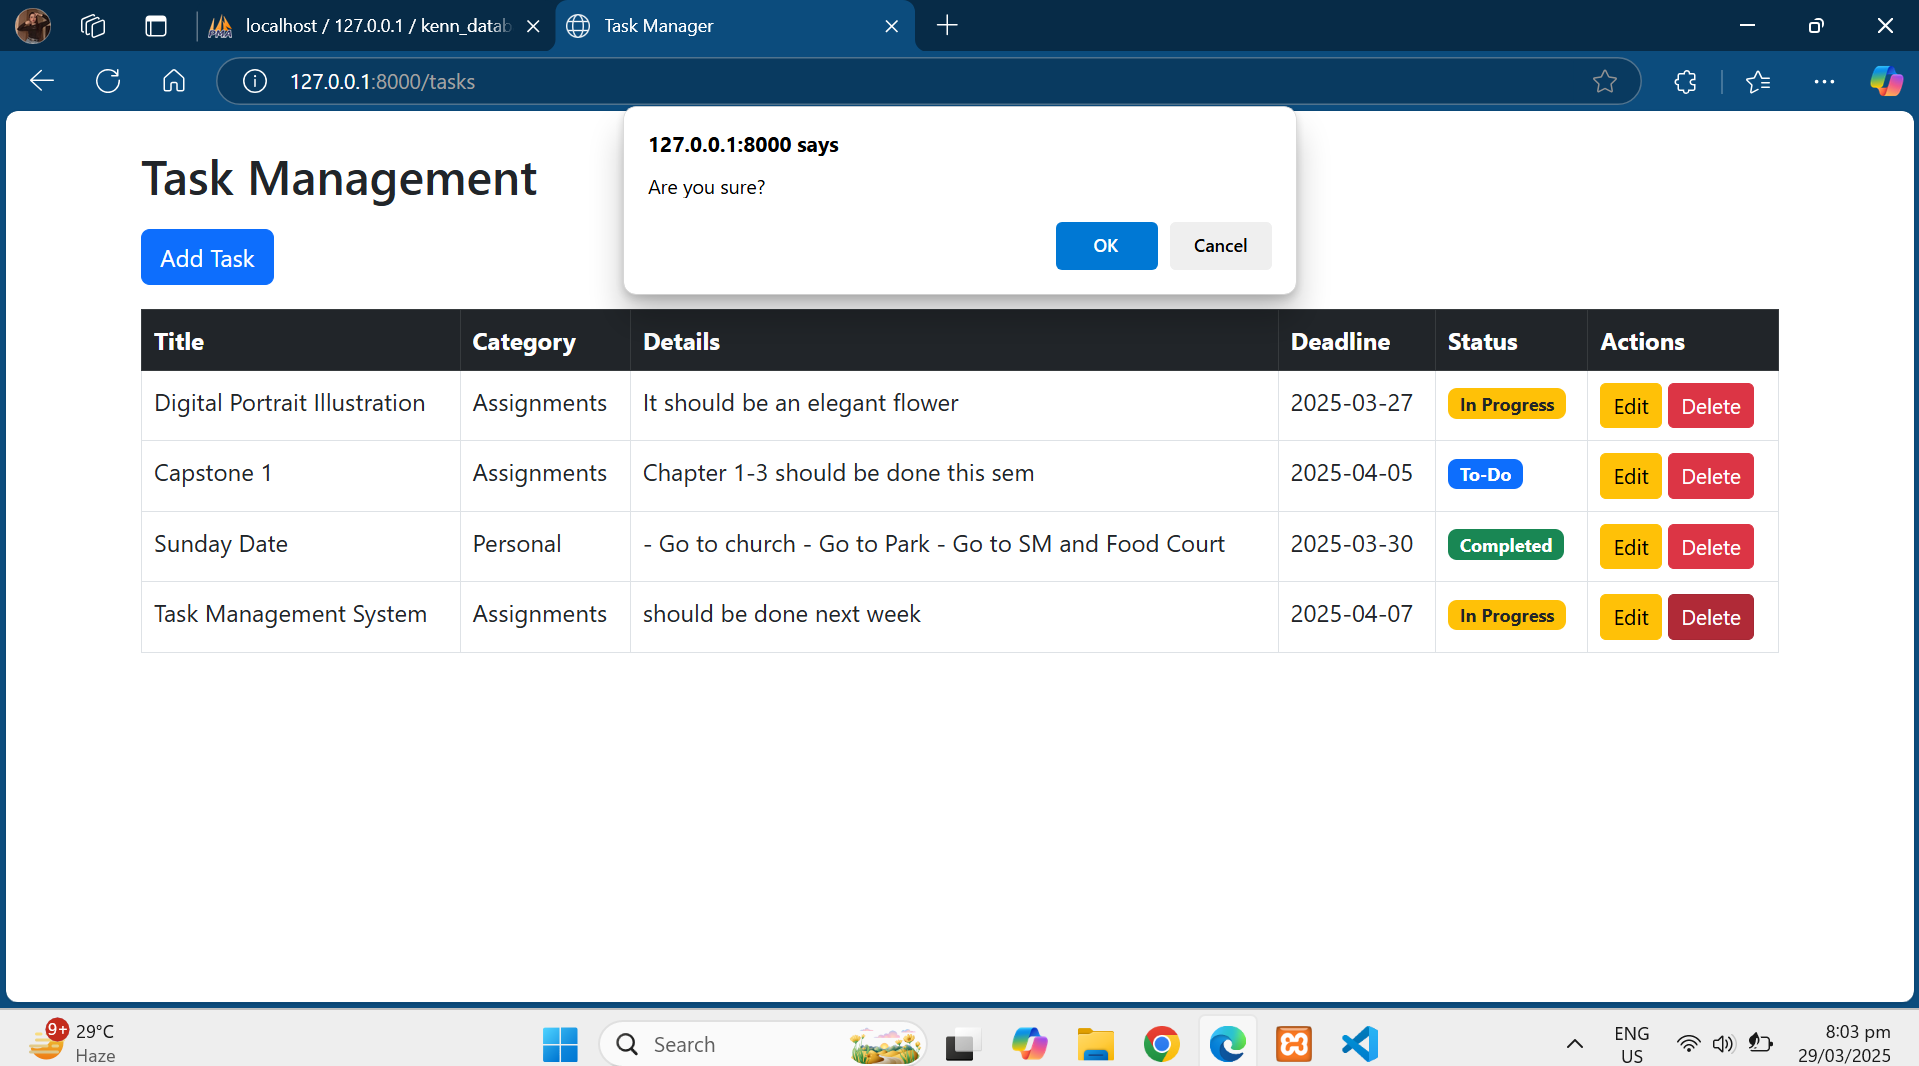 localhost / 127.0.0.1 / kenn_datab
Task Manager
127.0.0.1:8000/tasks
127.0.0.1:8000 says
Are you sure?
OK Cancel
Task Management
Add Task
Title Category Details Deadline Status Actions
Digital Portrait Illustration Assignments It should be an elegant flower 2025-03-27 In Progress Edit Delete
Capstone 1 Assignments Chapter 1-3 should be done this sem 2025-04-05 To-Do Edit Delete
Sunday Date Personal - Go to church - Go to Park - Go to SM and Food Court 2025-03-30 Completed Edit Delete
Task Management System Assignments should be done next week 2025-04-07 In Progress Edit Delete
9+ 29°C
Haze
Search
ENG
US
8:03 pm
29/03/2025